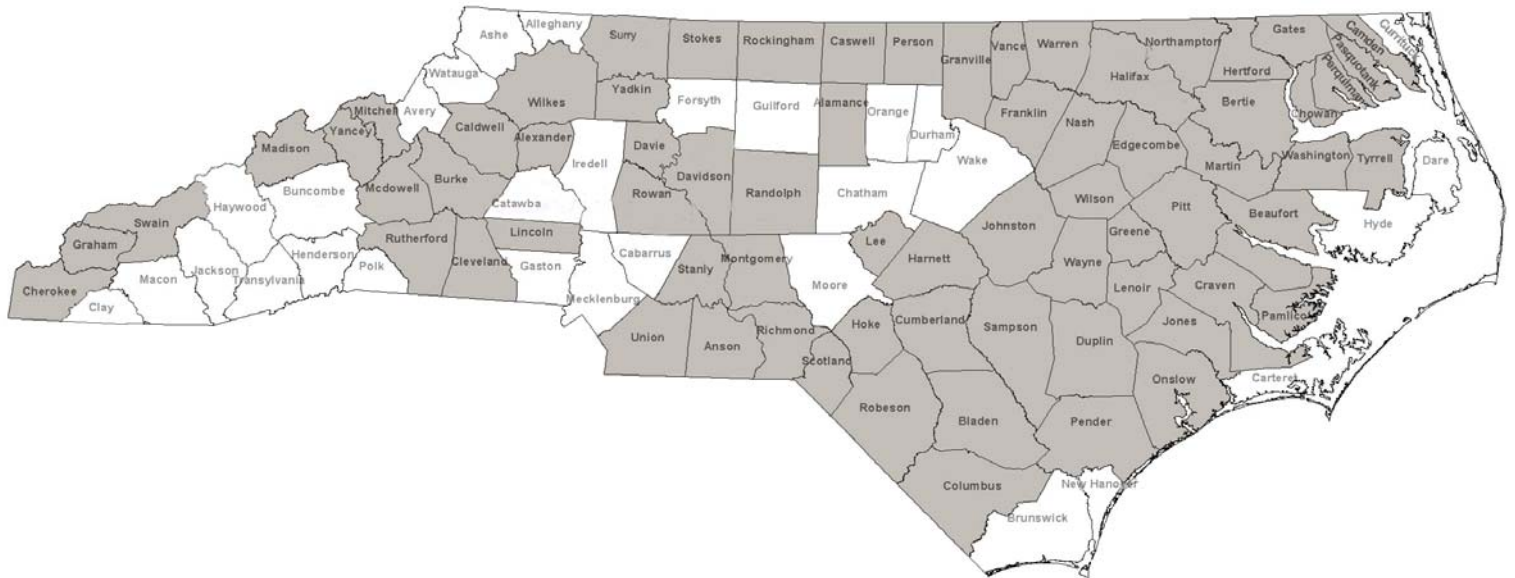 Alleghany
Ashe
Surry
Stokes
Rockingham
Caswell
Person
Granville
Vance
Warren
Northampton
Halifax
Hertford
Gates
Camden
Currituck
Pasquotank
Perquimans
Chowan
Bertie
Watauga
Wilkes
Yadkin
Forsyth
Guilford
Alamance
Orange
Durham
Franklin
Nash
Edgecombe
Martin
Washington
Tyrrell
Dare
Mitchell
Avery
Caldwell
Alexander
Iredell
Davie
Davidson
Randolph
Chatham
Wake
Madison
Yancey
Mcdowell
Burke
Catawba
Rowan
Wilson
Pitt
Beaufort
Hyde
Haywood
Buncombe
Swain
Graham
Rutherford
Cleveland
Lincoln
Gaston
Cabarrus
Stanly
Montgomery
Moore
Lee
Harnett
Johnston
Greene
Wayne
Lenoir
Craven
Pamlico
Cherokee
Clay
Macon
Jackson
Transylvania
Henderson
Polk
Mecklenburg
Union
Anson
Richmond
Scotland
Hoke
Cumberland
Sampson
Duplin
Jones
Onslow
Carteret
Robeson
Bladen
Pender
Columbus
New Hanover
Brunswick